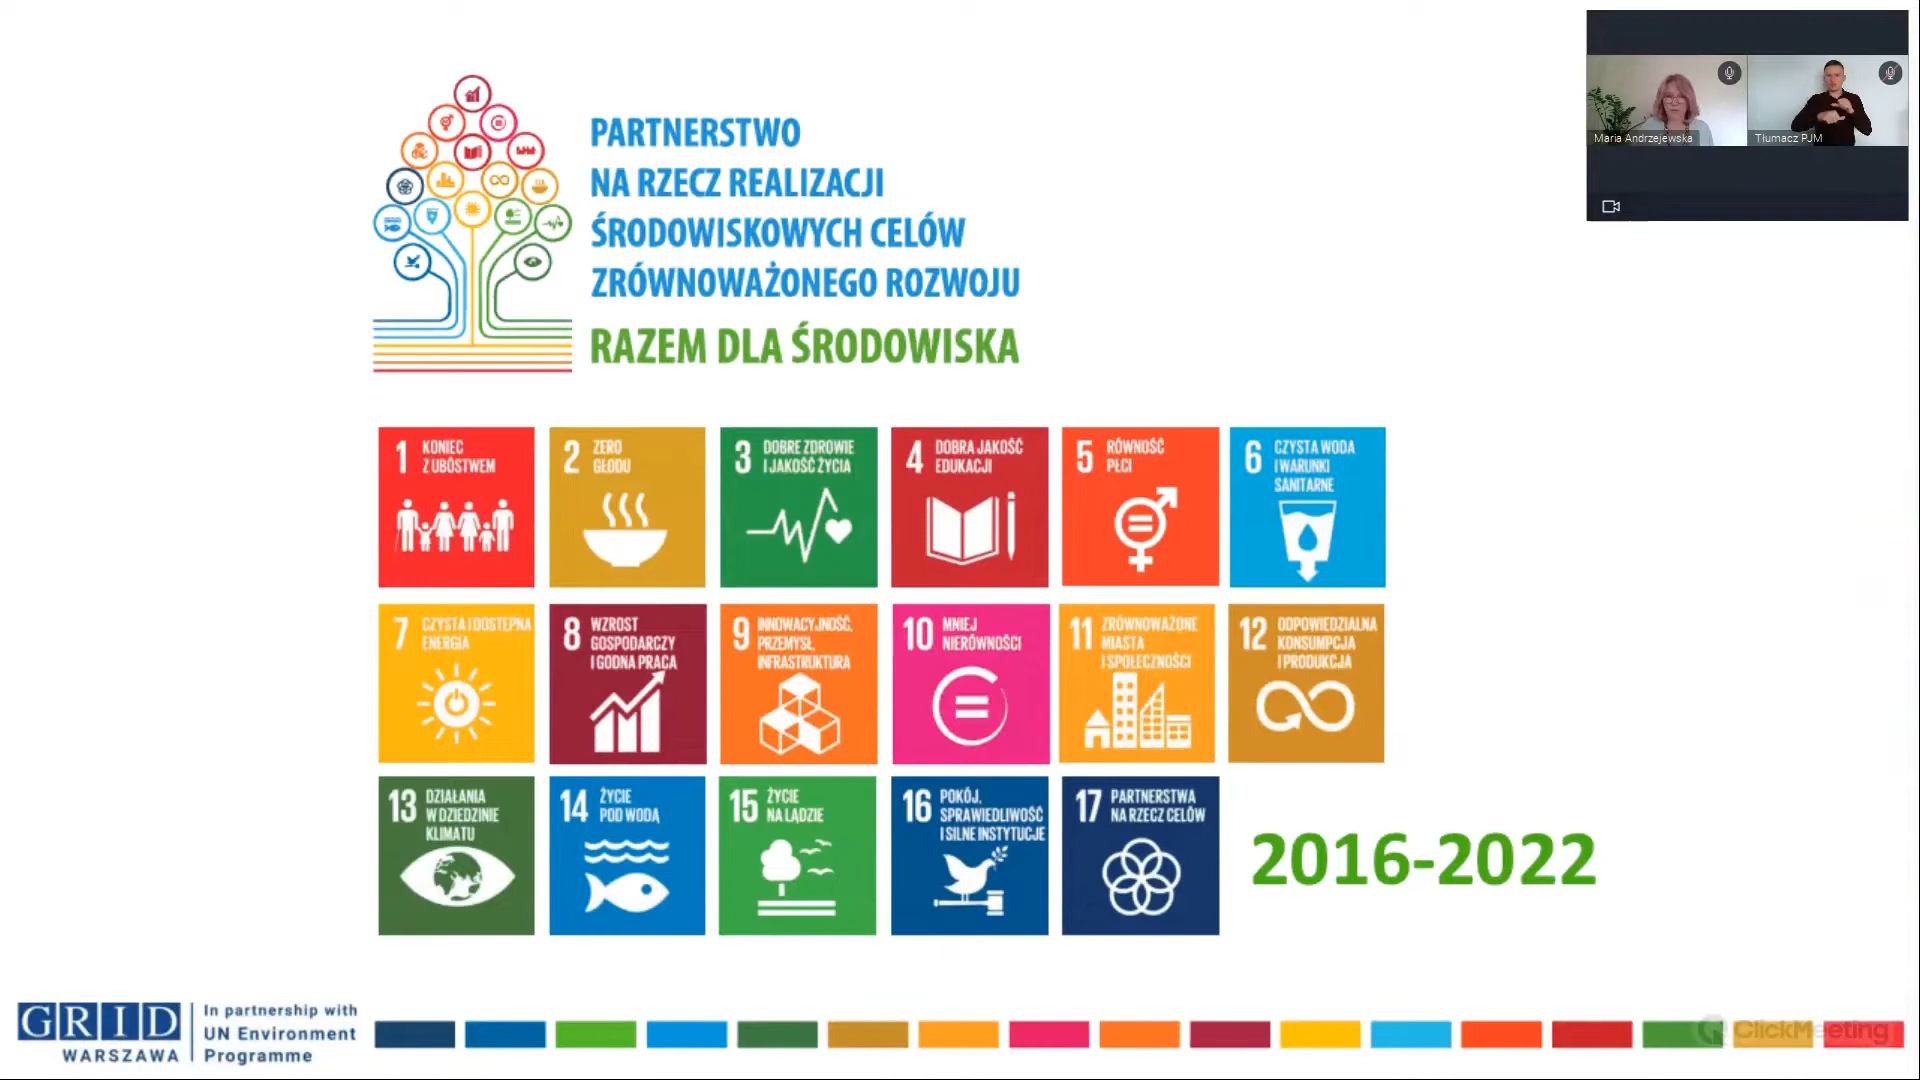 PARTNERSTWO
NA RZECZ REALIZACJI
ŚRODOWISKOWYCH CELÓW
ZRÓWNOWAŻONEGO ROZWOJU
RAZEM DLA ŚRODOWISKA
Maria Andrzejewska
Tłumacz PJM
1 KONIEC
Z UBÓSTWEM
2 ZERO
GŁODU
3 DOBRE ZDROWIE
I JAKOŚĆ ŻYCIA
4 DOBRA JAKOŚĆ
EDUKACJI
5 RÓWNOŚĆ
PŁCI
6 CZYSTA WODA
I WARUNKI
SANITARNE
7 CZYSTA I DOSTĘPNA
ENERGIA
8 WZROST
GOSPODARCZY
I GODNA PRACA
9 INNOWACYJNOŚĆ,
PRZEMYSŁ,
INFRASTRUKTURA
10 MNIEJ
NIERÓWNOŚCI
11 ZRÓWNOWAŻONE
MIASTA
I SPOŁECZNOŚCI
12 ODPOWIEDZIALNA
KONSUMPCJA
I PRODUKCJA
13 DZIAŁANIA
W DZIEDZINIE
KLIMATU
14 ŻYCIE
POD WODĄ
15 ŻYCIE
NA LĄDZIE
16 POKÓJ,
SPRAWIEDLIWOŚĆ
I SILNE INSTYTUCJE
17 PARTNERSTWA
NA RZECZ CELÓW
2016-2022
GRID
WARSZAWA
In partnership with
UN Environment
Programme
ClickMeeting